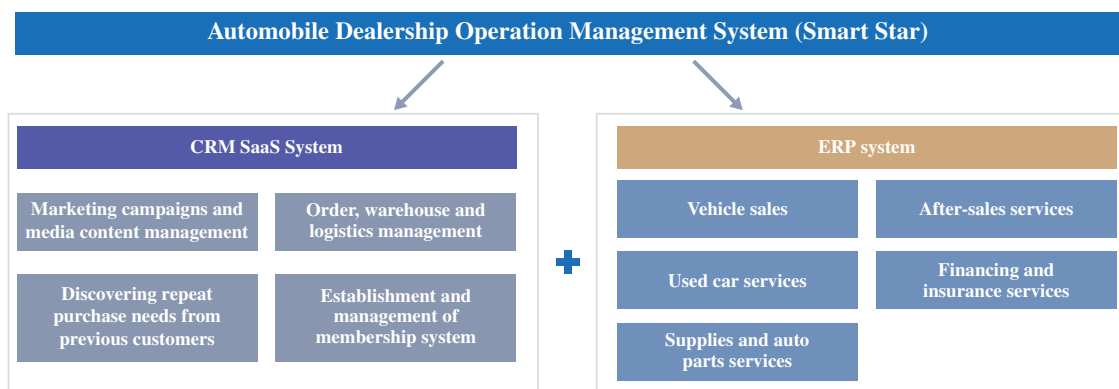 Automobile Dealership Operation Management System (Smart Star)
CRM SaaS System
Marketing campaigns and
media content management
Order, warehouse and
logistics management
Discovering repeat
purchase needs from
previous customers
Establishment and
management of
membership system
ERP system
Vehicle sales
After-sales services
Used car services
Financing and
insurance services
Supplies and auto
parts services